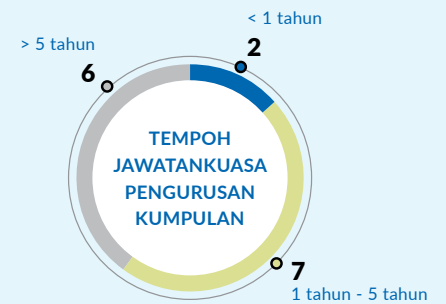 < 1 tahun
2
> 5 tahun
6
TEMPOH
JAWATANKUASA
PENGURUSAN
KUMPULAN
7
1 tahun - 5 tahun